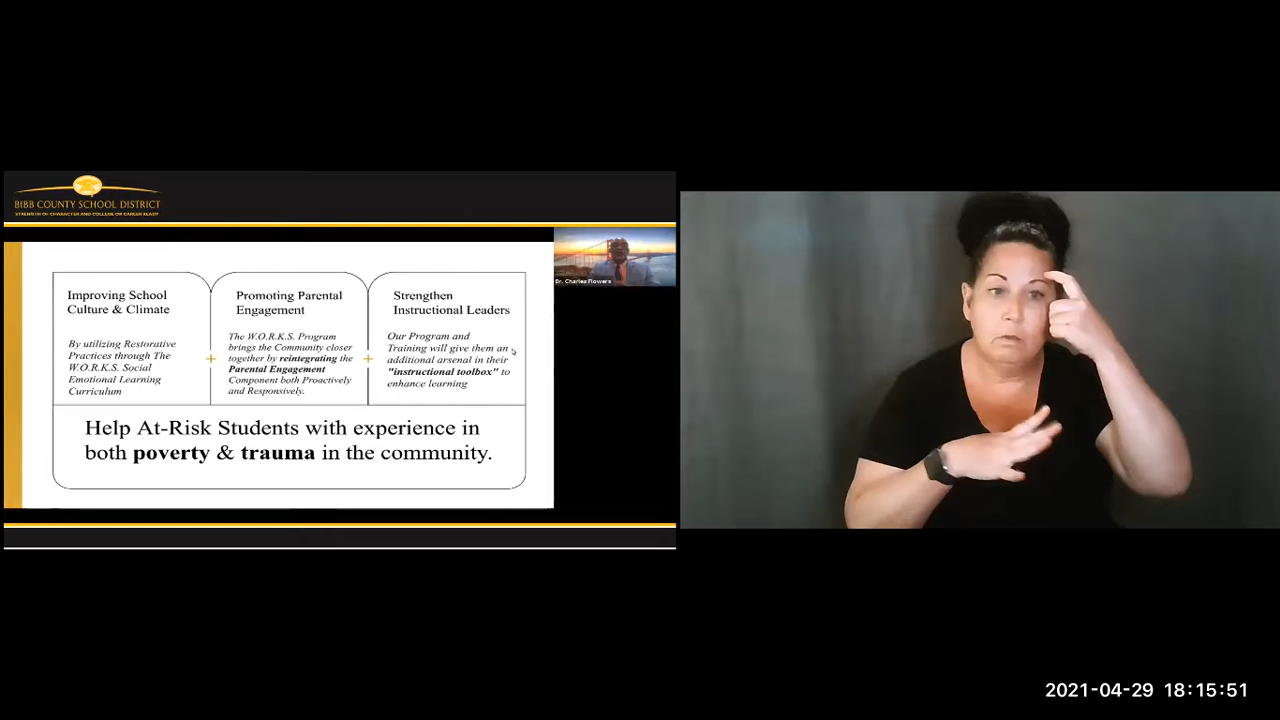 BIBB COUNTY SCHOOL DISTRICT
STRENGTH OF CHARACTER AND COLLEGE OR CAREER READY
Dr. Charles Flowers
Improving School
Culture & Climate
By utilizing Restorative
Practices through The
W.O.R.K.S. Social
Emotional Learning
Curriculum
+
Promoting Parental
Engagement
The W.O.R.K.S. Program
brings the Community closer
together by reintegrating the
Parental Engagement
Component both Proactively
and Responsively.
+
Strengthen
Instructional Leaders
Our Program and
Training will give them an
additional arsenal in their
"instructional toolbox" to
enhance learning
Help At-Risk Students with experience in
both poverty & trauma in the community.
2021-04-29 18:15:51